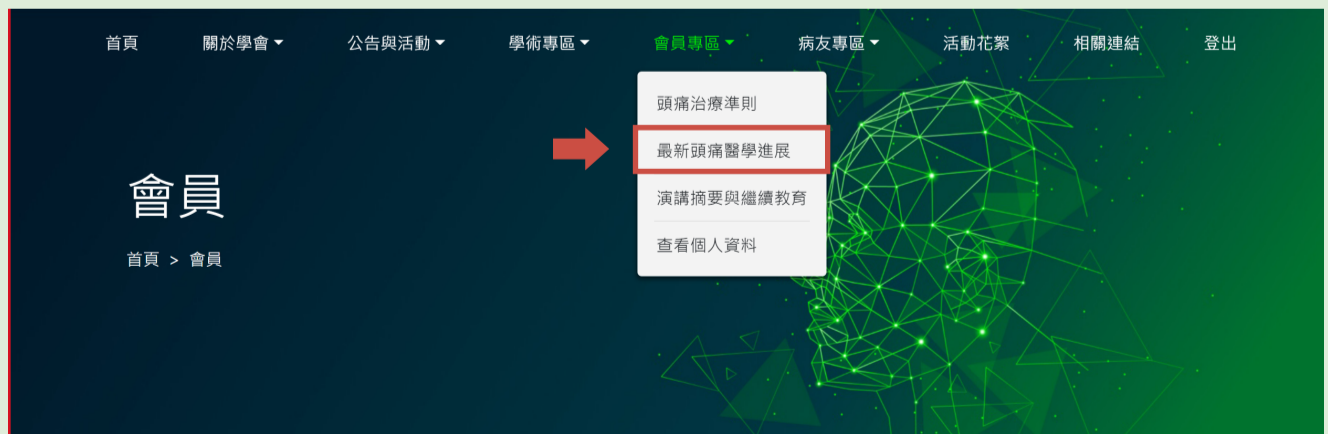 首頁 關於學會 公告與活動 學術專區 會員專區 病友專區 活動花絮 相關連結 登出
頭痛治療準則
最新頭痛醫學進展
演講摘要與繼續教育
查看個人資料
會員
首頁 > 會員